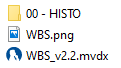 00 - HISTO
WBS.png
WBS_v2.2.mvdx